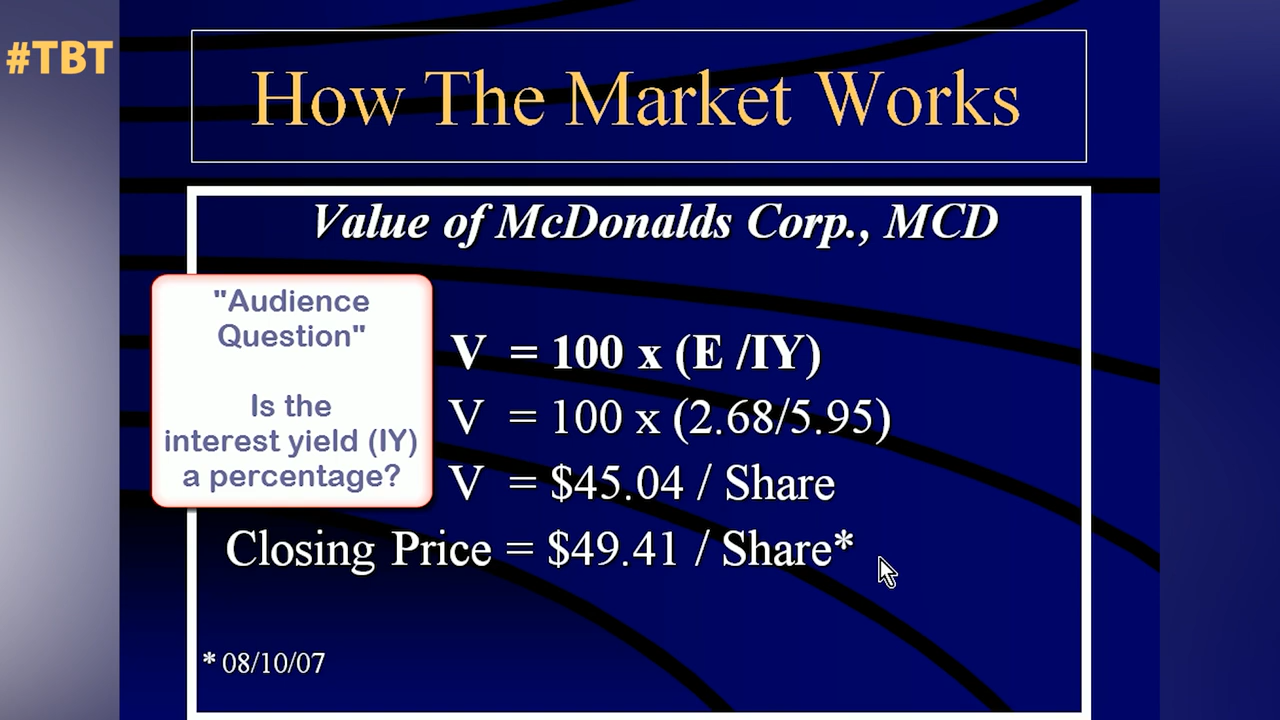 #TBT
How The Market Works
Value of McDonalds Corp., MCD
"Audience
Question"
Is the
interest yield (IY)
a percentage?
V = 100 x (E /IY)
V = 100 x (2.68/5.95)
V = $45.04 / Share
Closing Price = $49.41 / Share*
* 08/10/07